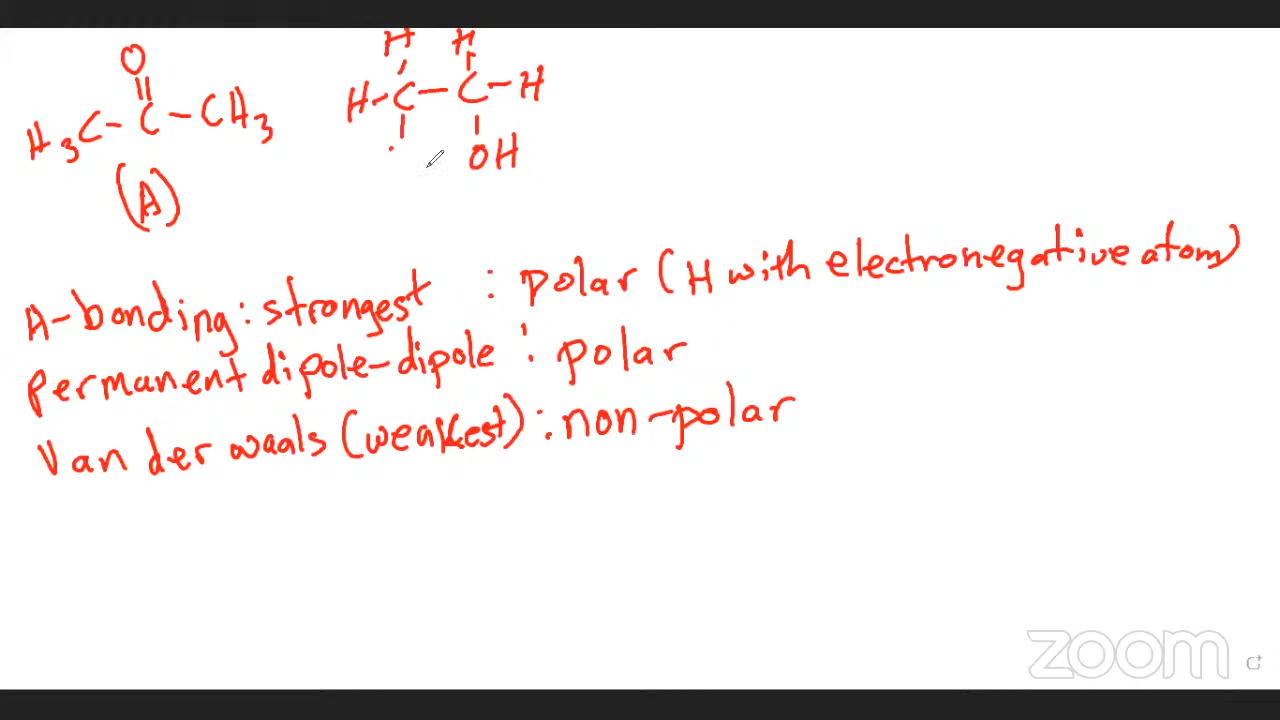 O
H H
H3C-C-CH3 H-C-C-H
OH
(A)
A-bonding: strongest : polar (H with electronegative atom)
Permanent dipole-dipole : polar
Van der waals (weakest): non-polar
zoom